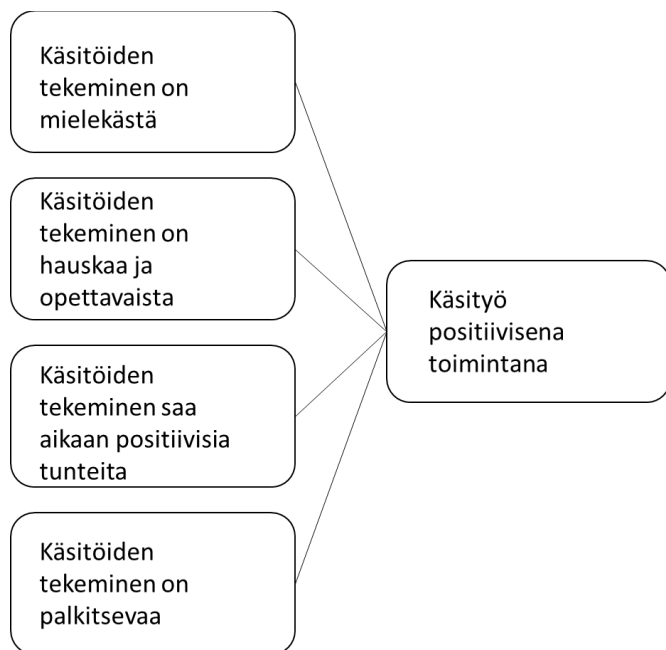 Käsitöiden
tekeminen on
mielekästä
Käsitöiden
tekeminen on
hauskaa ja
opettavaista
Käsitöiden
tekeminen saa
aikaan positiivisia
tunteita
Käsitöiden
tekeminen on
palkitsevaa
Käsityö
positiivisena
toimintana